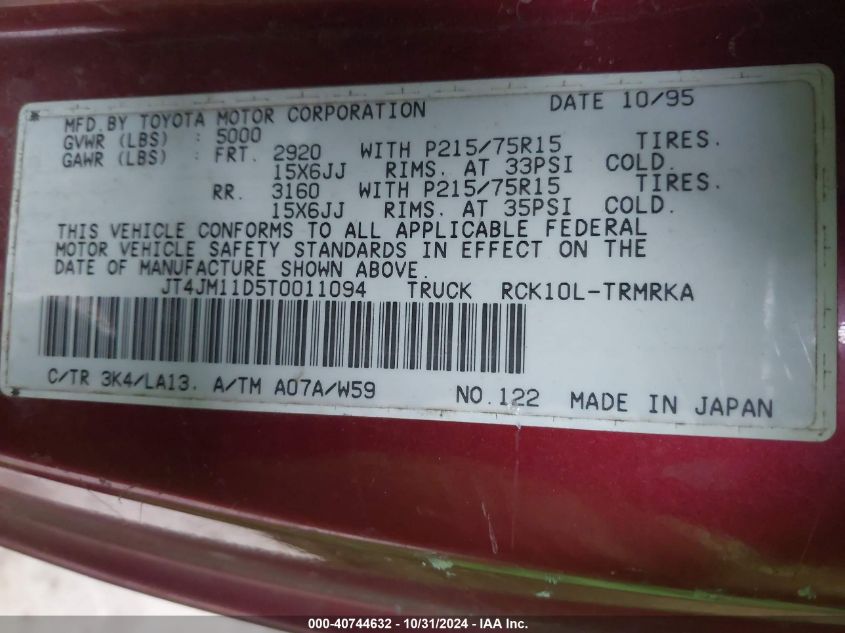 MFD. BY TOYOTA MOTOR CORPORATION DATE 10/95
GVWR (LBS) : 5000
GAWR (LBS) : FRT. 2920 WITH P215/75R15 TIRES.
15X6JJ RIMS. AT 33PSI COLD.
RR. 3160 WITH P215/75R15 TIRES.
15X6JJ RIMS. AT 35PSI COLD.
THIS VEHICLE CONFORMS TO ALL APPLICABLE FEDERAL
MOTOR VEHICLE SAFETY STANDARDS IN EFFECT ON THE
DATE OF MANUFACTURE SHOWN ABOVE.
JT4JM11D5T0011094 TRUCK RCK10L-TRMRKA
C/TR 3K4/LA13. A/TM A07A/W59 NO.122 MADE IN JAPAN
000-40744632 - 10/31/2024 - IAA Inc.